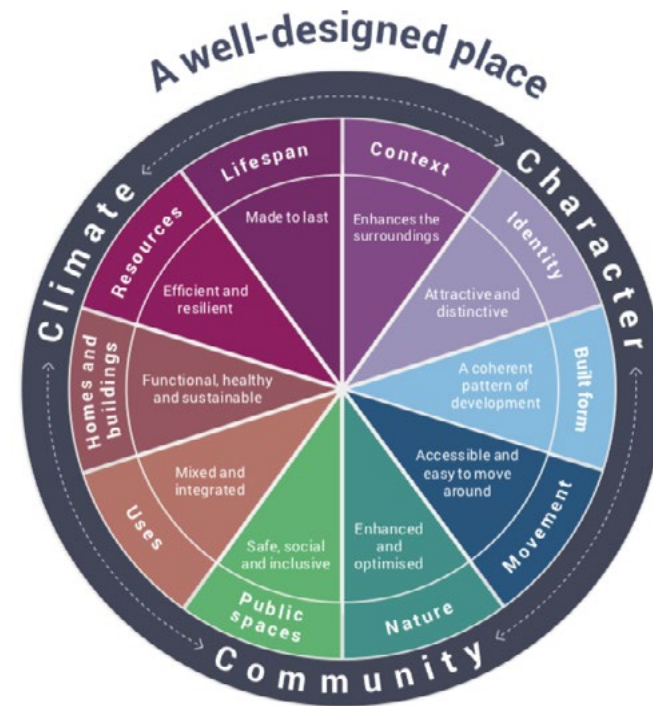 A well-designed place
Climate
Character
Community
Context
Enhances the
surroundings
Identity
Attractive and
distinctive
Built form
A coherent
pattern of
development
Movement
Accessible and
easy to move
around
Nature
Enhanced
and
optimised
Public
spaces
Safe, social
and inclusive
Uses
Mixed and
integrated
Homes and
buildings
Functional, healthy
and sustainable
Resources
Efficient and
resilient
Lifespan
Made to last